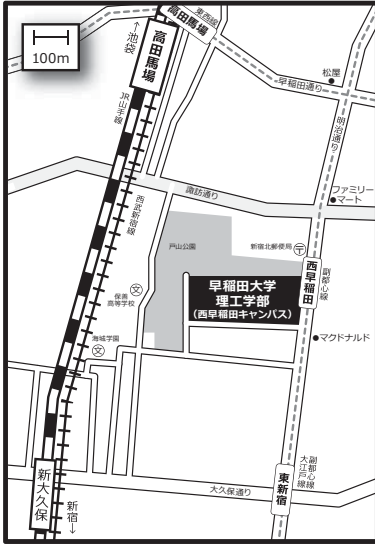 100m
←池袋
高田馬場
高田馬場
東西線
早稲田通り
松屋
明治通り
JR山手線
西武新宿線
諏訪通り
ファミリー
マート
戸山公園
新宿北郵便局
〒
西早稲田
副都心線
早稲田大学
理工学部
(西早稲田キャンパス)
文
保善
高等学校
海城学園
文
マクドナルド
新大久保
新宿→
大久保通り
東新宿
副都心線
大江戸線